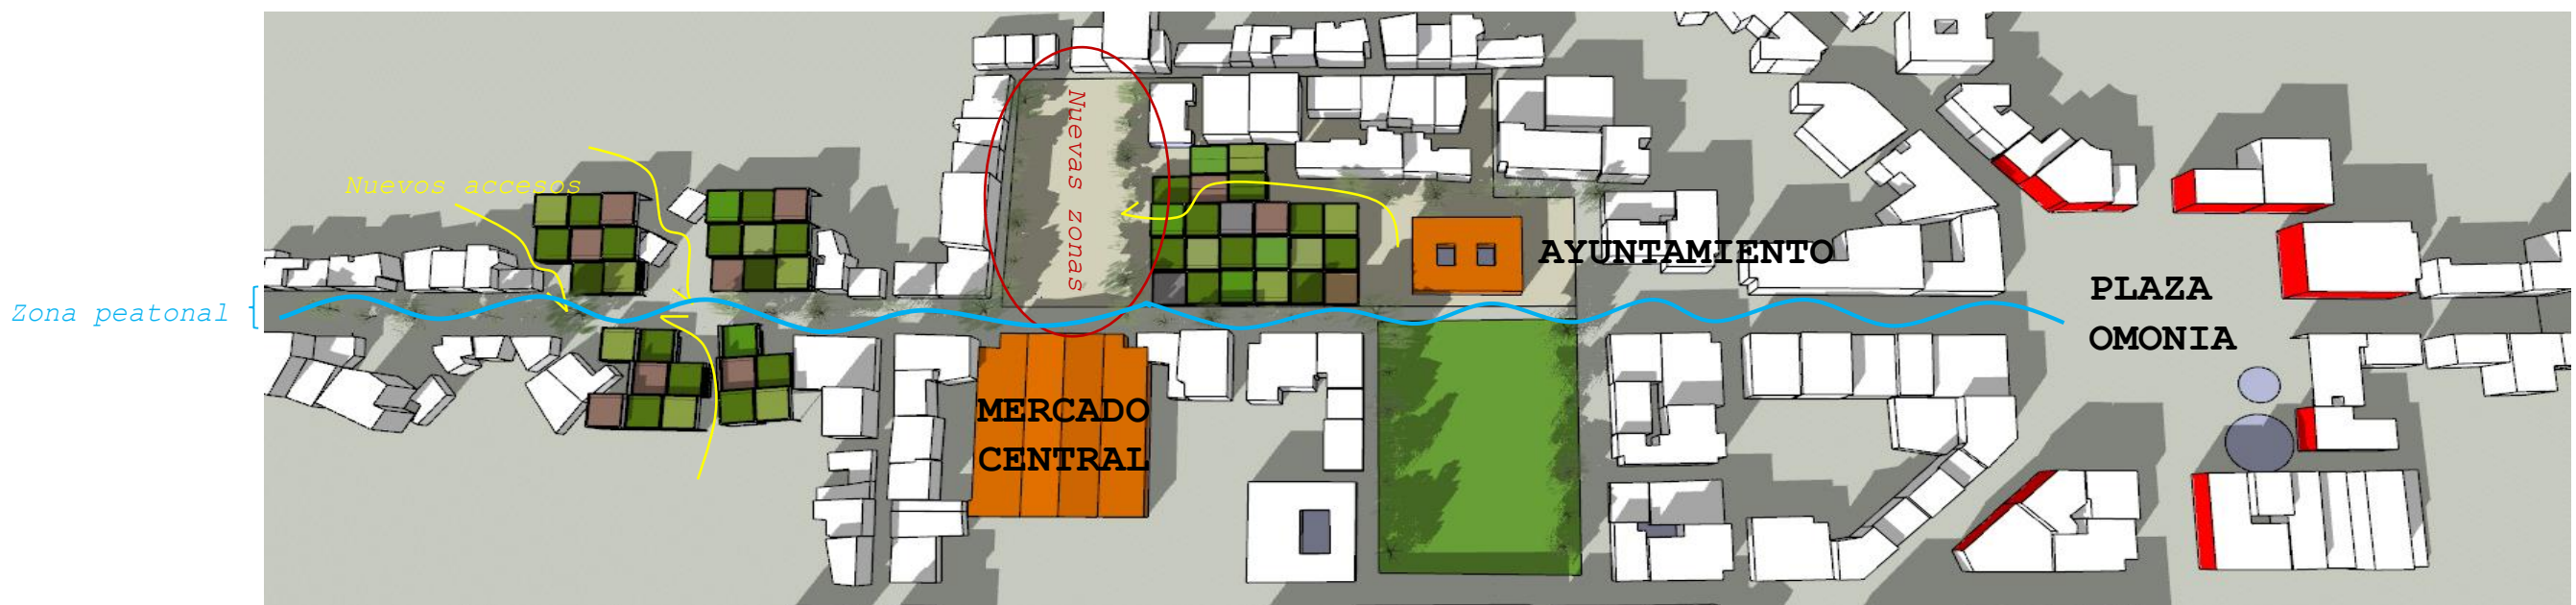 Nuevos accesos
Nuevas zonas
Zona peatonal
AYUNTAMIENTO
PLAZA
OMONIA
MERCADO
CENTRAL